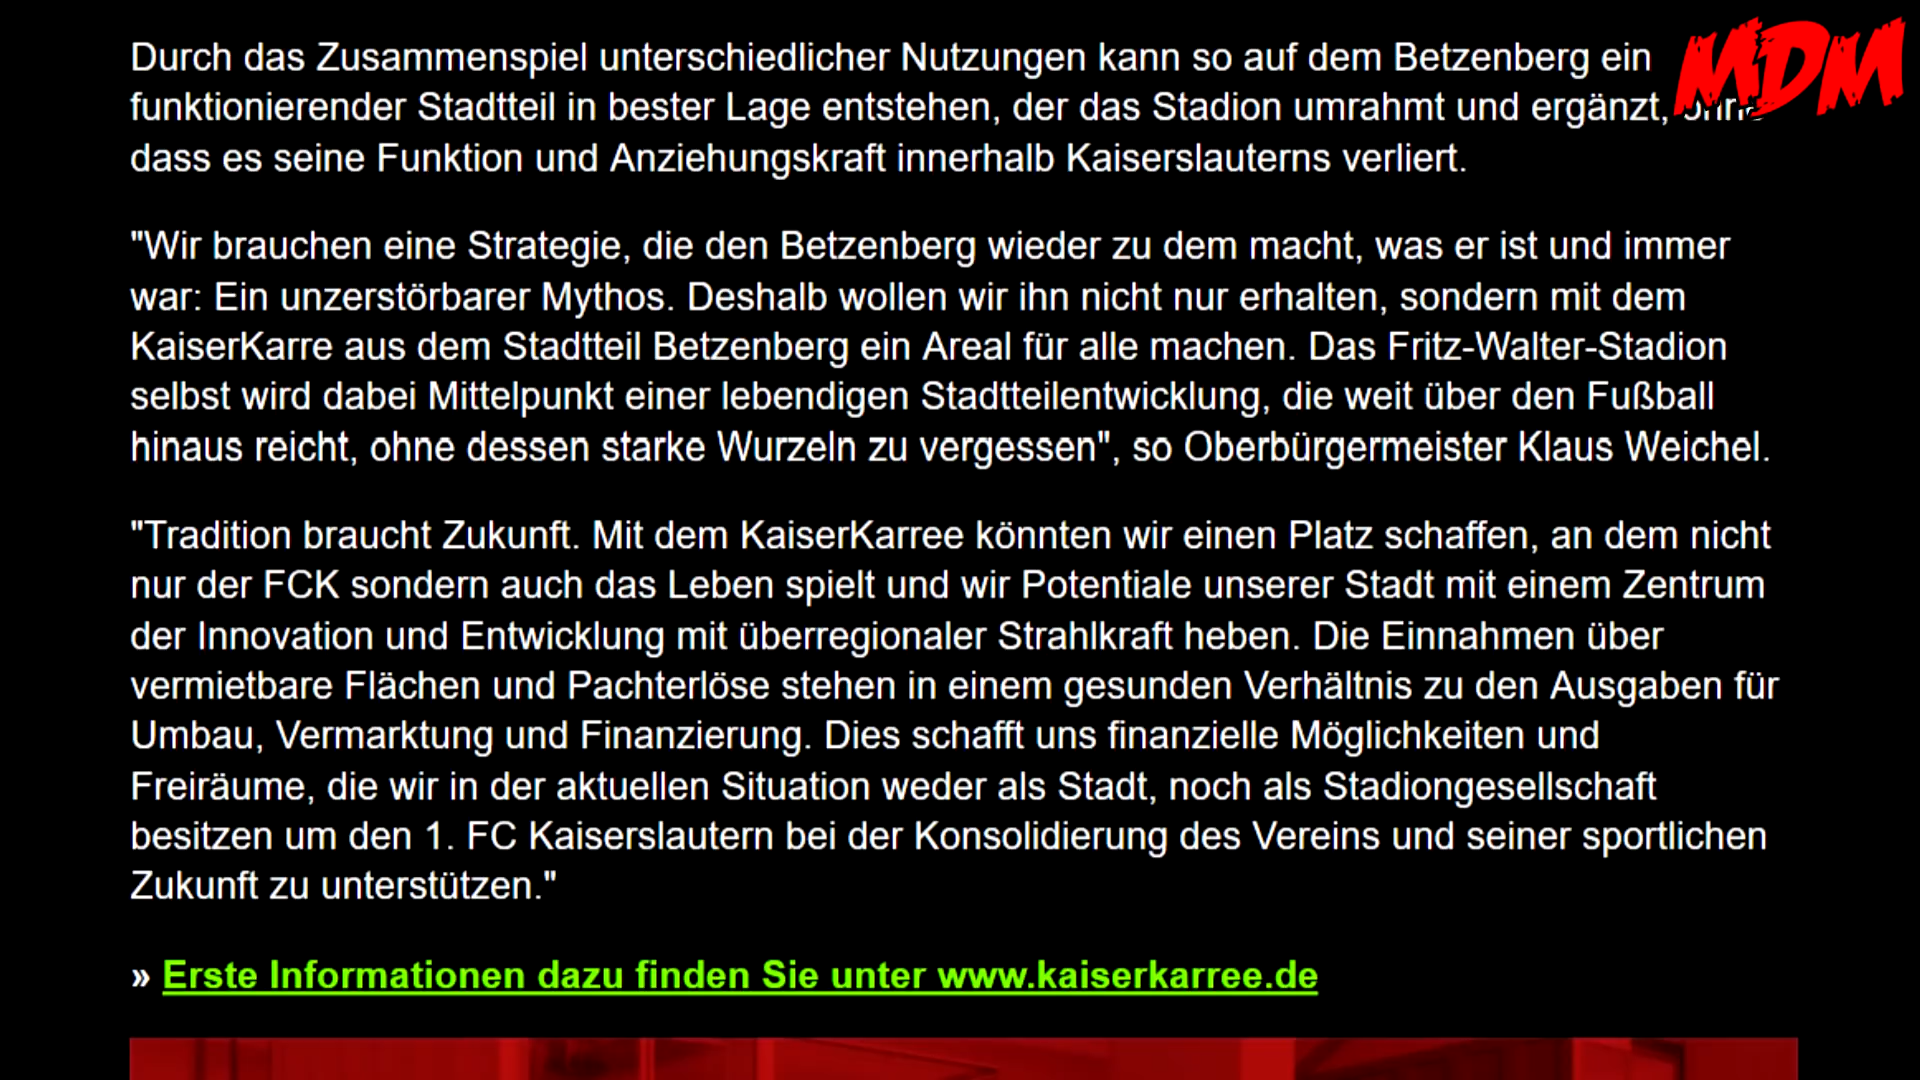 Durch das Zusammenspiel unterschiedlicher Nutzungen kann so auf dem Betzenberg ein
MDM
funktionierender Stadtteil in bester Lage entstehen, der das Stadion umrahmt und ergänzt, ohne
dass es seine Funktion und Anziehungskraft innerhalb Kaiserslauterns verliert.
"Wir brauchen eine Strategie, die den Betzenberg wieder zu dem macht, was er ist und immer
war: Ein unzerstörbarer Mythos. Deshalb wollen wir ihn nicht nur erhalten, sondern mit dem
KaiserKarre aus dem Stadtteil Betzenberg ein Areal für alle machen. Das Fritz-Walter-Stadion
selbst wird dabei Mittelpunkt einer lebendigen Stadtteilentwicklung, die weit über den Fußball
hinaus reicht, ohne dessen starke Wurzeln zu vergessen", so Oberbürgermeister Klaus Weichel.
"Tradition braucht Zukunft. Mit dem KaiserKarree könnten wir einen Platz schaffen, an dem nicht
nur der FCK sondern auch das Leben spielt und wir Potentiale unserer Stadt mit einem Zentrum
der Innovation und Entwicklung mit überregionaler Strahlkraft heben. Die Einnahmen über
vermietbare Flächen und Pachterlöse stehen in einem gesunden Verhältnis zu den Ausgaben für
Umbau, Vermarktung und Finanzierung. Dies schafft uns finanzielle Möglichkeiten und
Freiräume, die wir in der aktuellen Situation weder als Stadt, noch als Stadiongesellschaft
besitzen um den 1. FC Kaiserslautern bei der Konsolidierung des Vereins und seiner sportlichen
Zukunft zu unterstützen."
» Erste Informationen dazu finden Sie unter www.kaiserkarree.de